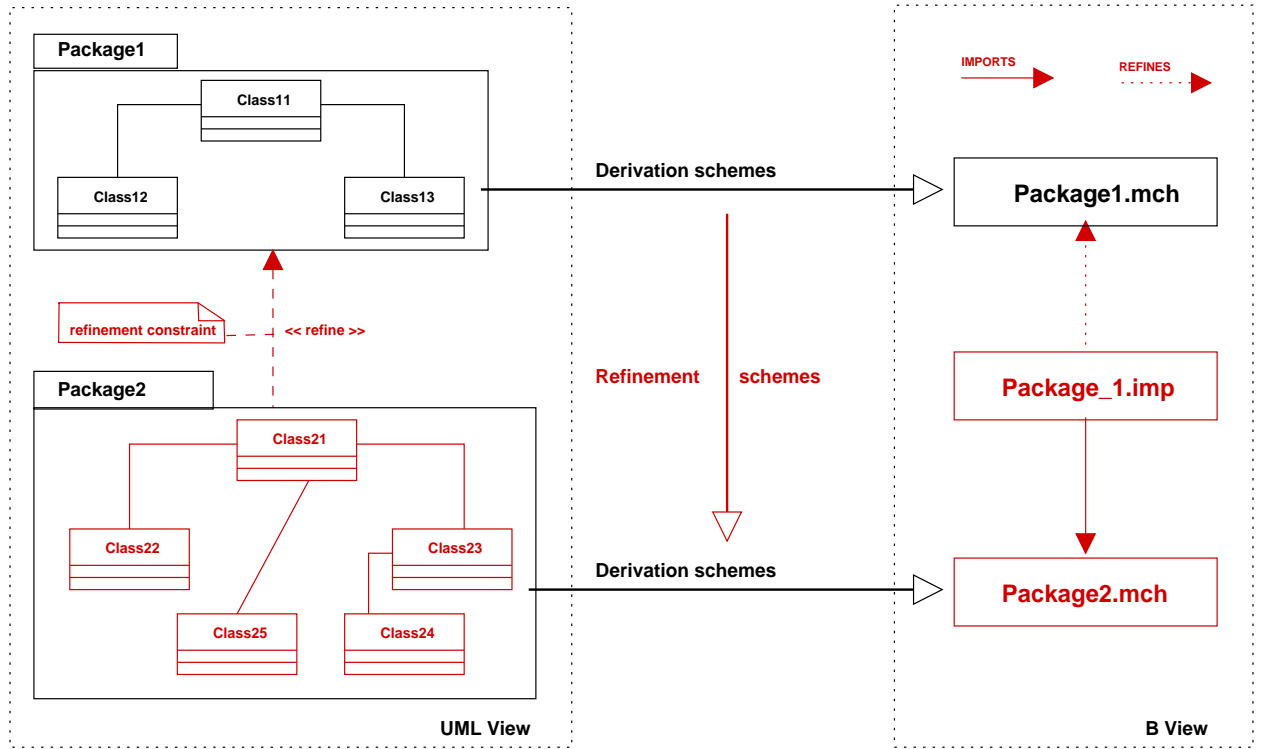 Package1
Class11
Class12
Class13
refinement constraint
<< refine >>
Package2
Class21
Class22
Class23
Class25
Class24
UML View
Derivation schemes
Refinement schemes
Derivation schemes
IMPORTS
REFINES
Package1.mch
Package_1.imp
Package2.mch
B View